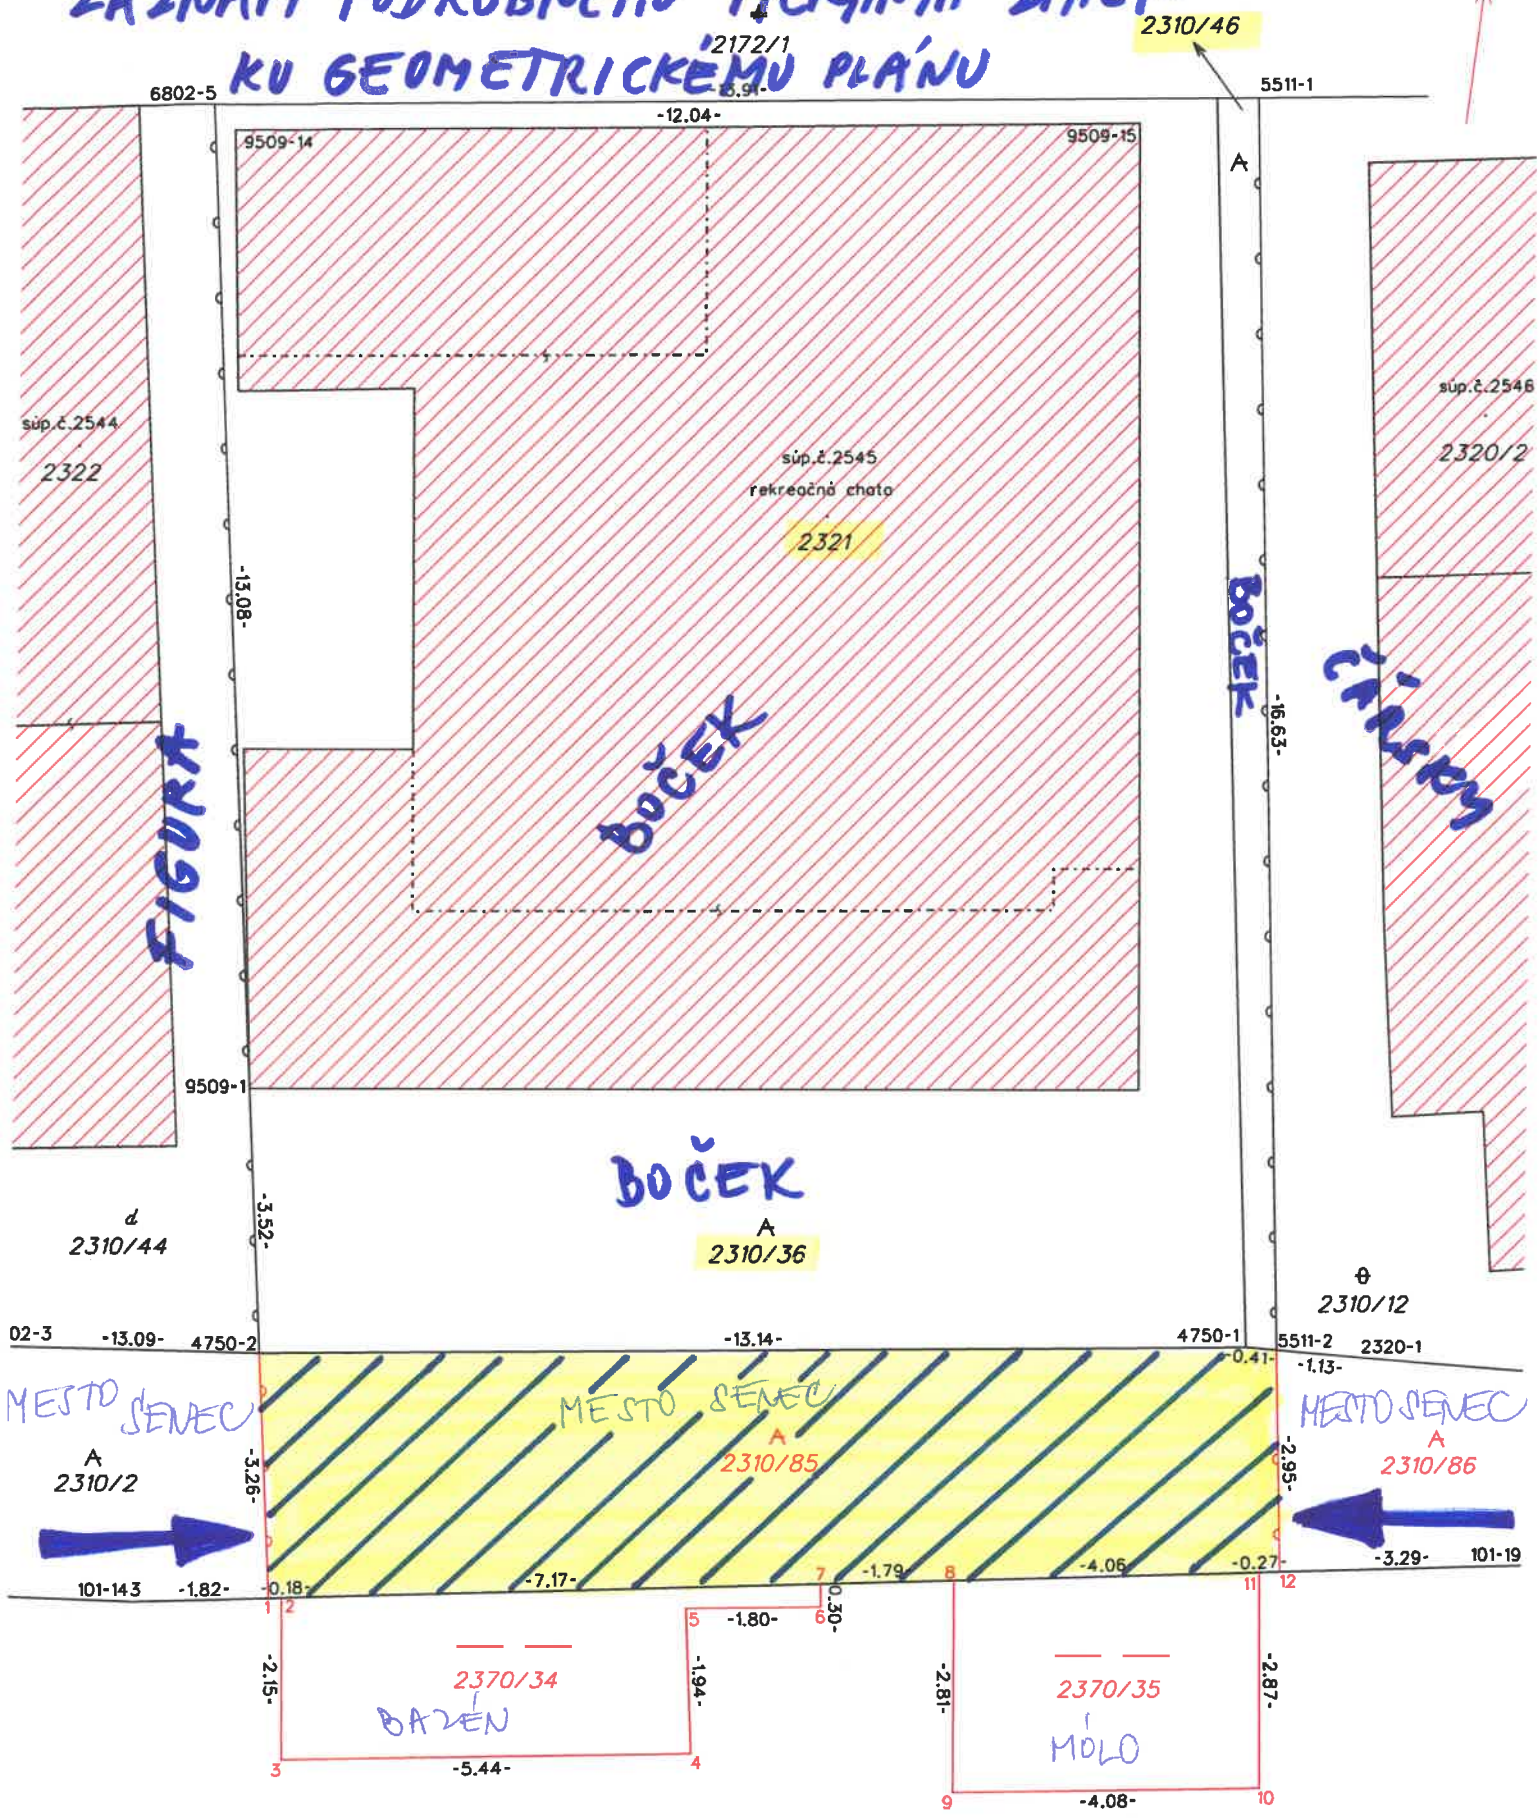 2310/46
2172/1
KU GEOMETRICKÉMU PLÁNU
6802-5
5511-1
-12.04-
9509-14
9509-15
A
súp.č.2544
2322
súp.č.2545
rekreačná chata
2321
súp.č.2546
2320/2
-13.08-
BOČEK
-16.63-
ČÁRSKY
BOČEK
FIGURA
9509-1
BOČEK
-3.52-
d
2310/44
A
2310/36
2310/12
02-3
-13.09-
4750-2
-13.14-
4750-1
5511-2
2320-1
-0.41-
-1.13-
MESTO SENEC
MESTO SENEC
MESTO SENEC
A
2310/2
-3.26-
A
2310/85
-2.95-
A
2310/86
101-143
-1.82-
-0.18-
-7.17-
7
-1.79-
8
-4.06-
-0.27-
-3.29-
101-19
1
2
5
-1.80-
6
0.30-
11
12
-2.15-
2370/34
BAZÉN
-1.94-
-2.81-
2370/35
MÓLO
-2.87-
3
-5.44-
4
9
-4.08-
10